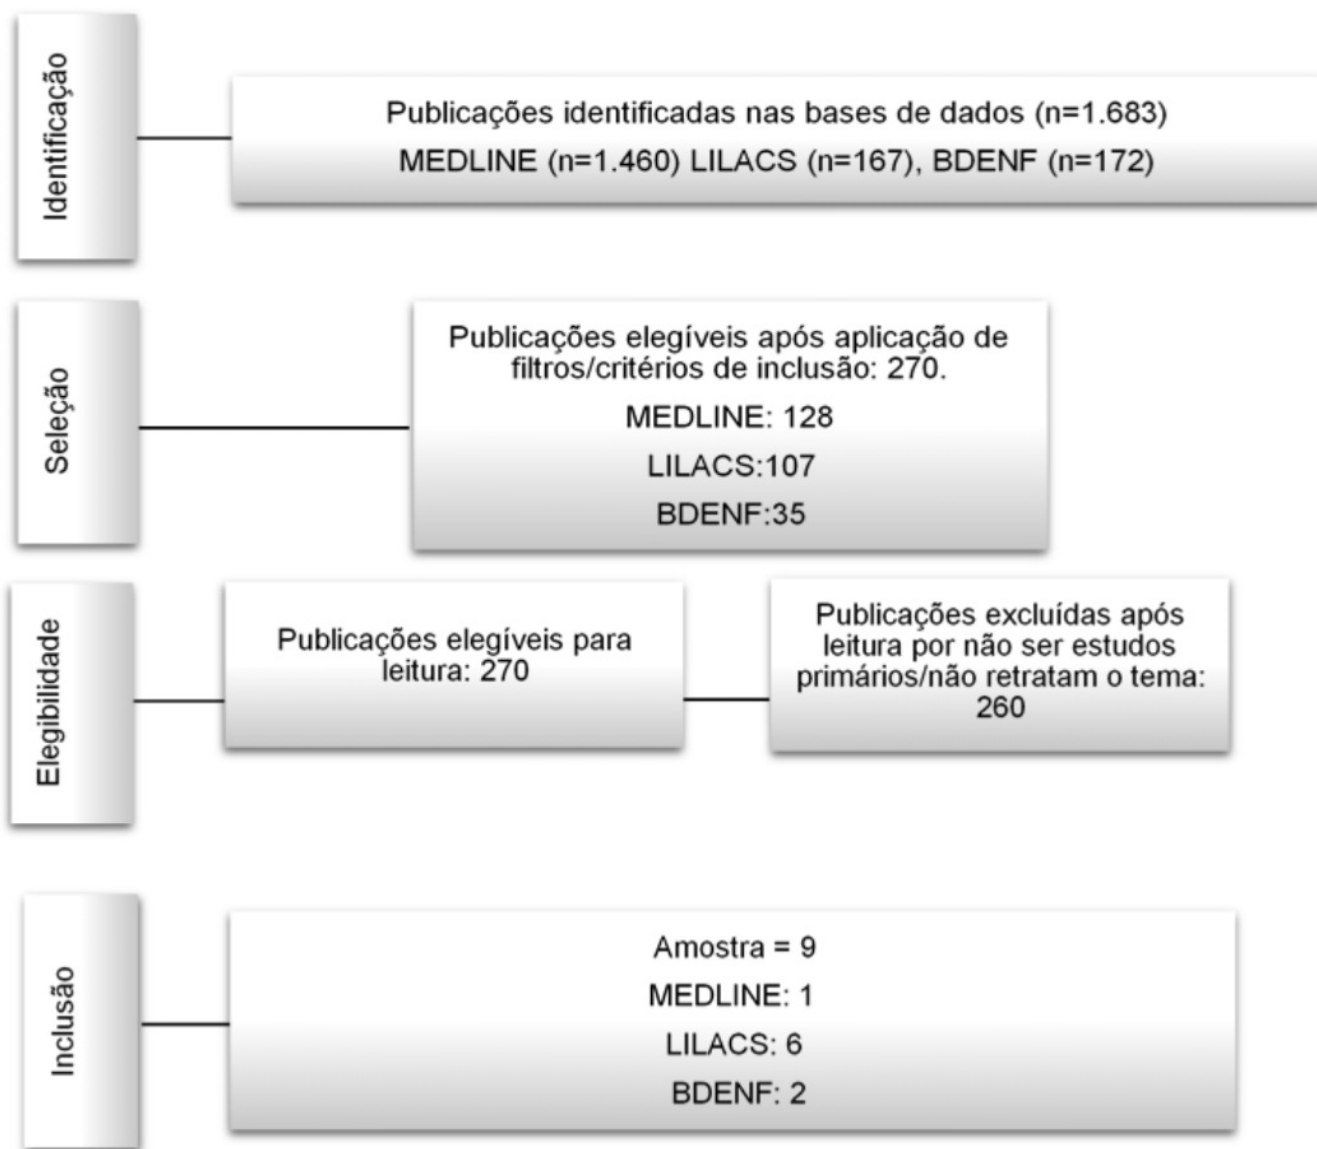 Identificação
Publicações identificadas nas bases de dados (n=1.683)
MEDLINE (n=1.460) LILACS (n=167), BDENF (n=172)
Seleção
Publicações elegíveis após aplicação de
filtros/critérios de inclusão: 270.
MEDLINE: 128
LILACS:107
BDENF:35
Elegibilidade
Publicações elegíveis para
leitura: 270
Publicações excluídas após
leitura por não ser estudos
primários/não retratam o tema:
260
Inclusão
Amostra = 9
MEDLINE: 1
LILACS: 6
BDENF: 2